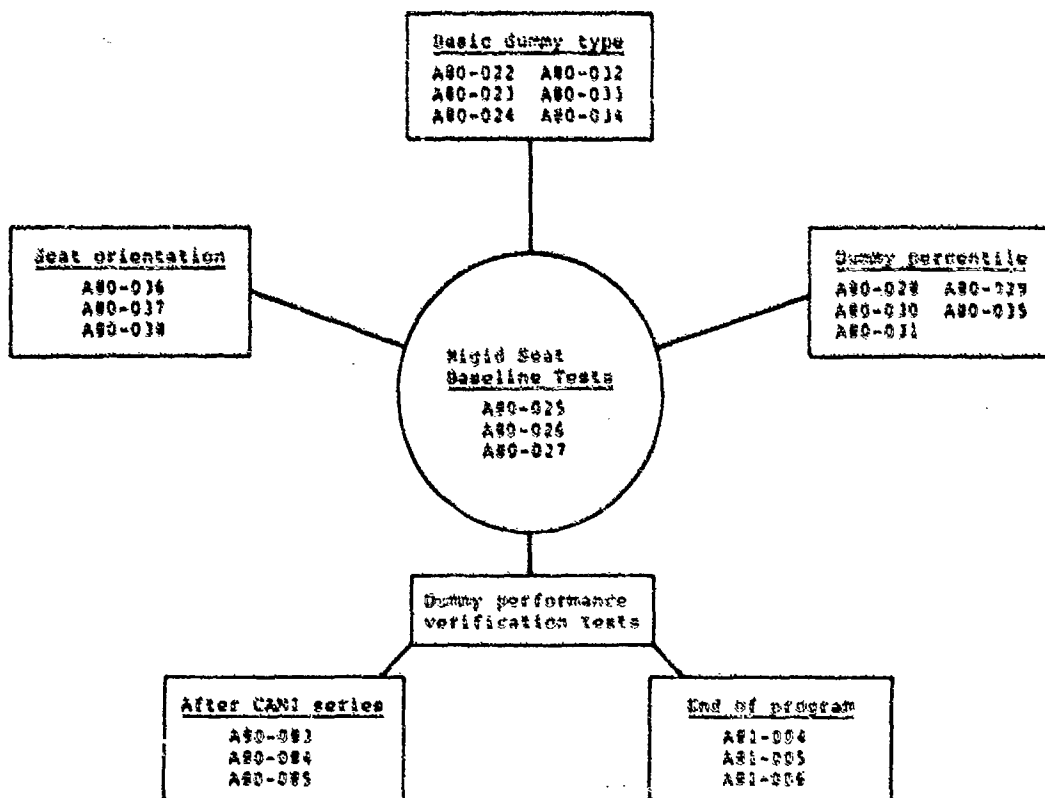 Basic dummy type
A80-022 A80-032
A80-023 A80-033
A80-024 A80-034
Seat orientation
A80-036
A80-037
A80-038
Dummy percentile
A80-028 A80-029
A80-030 A80-035
A80-031
Rigid Seat
Baseline Tests
A80-025
A80-026
A80-027
Dummy performance
verification tests
After CAMI series
A80-083
A80-084
A80-085
End of program
A81-004
A81-005
A81-006